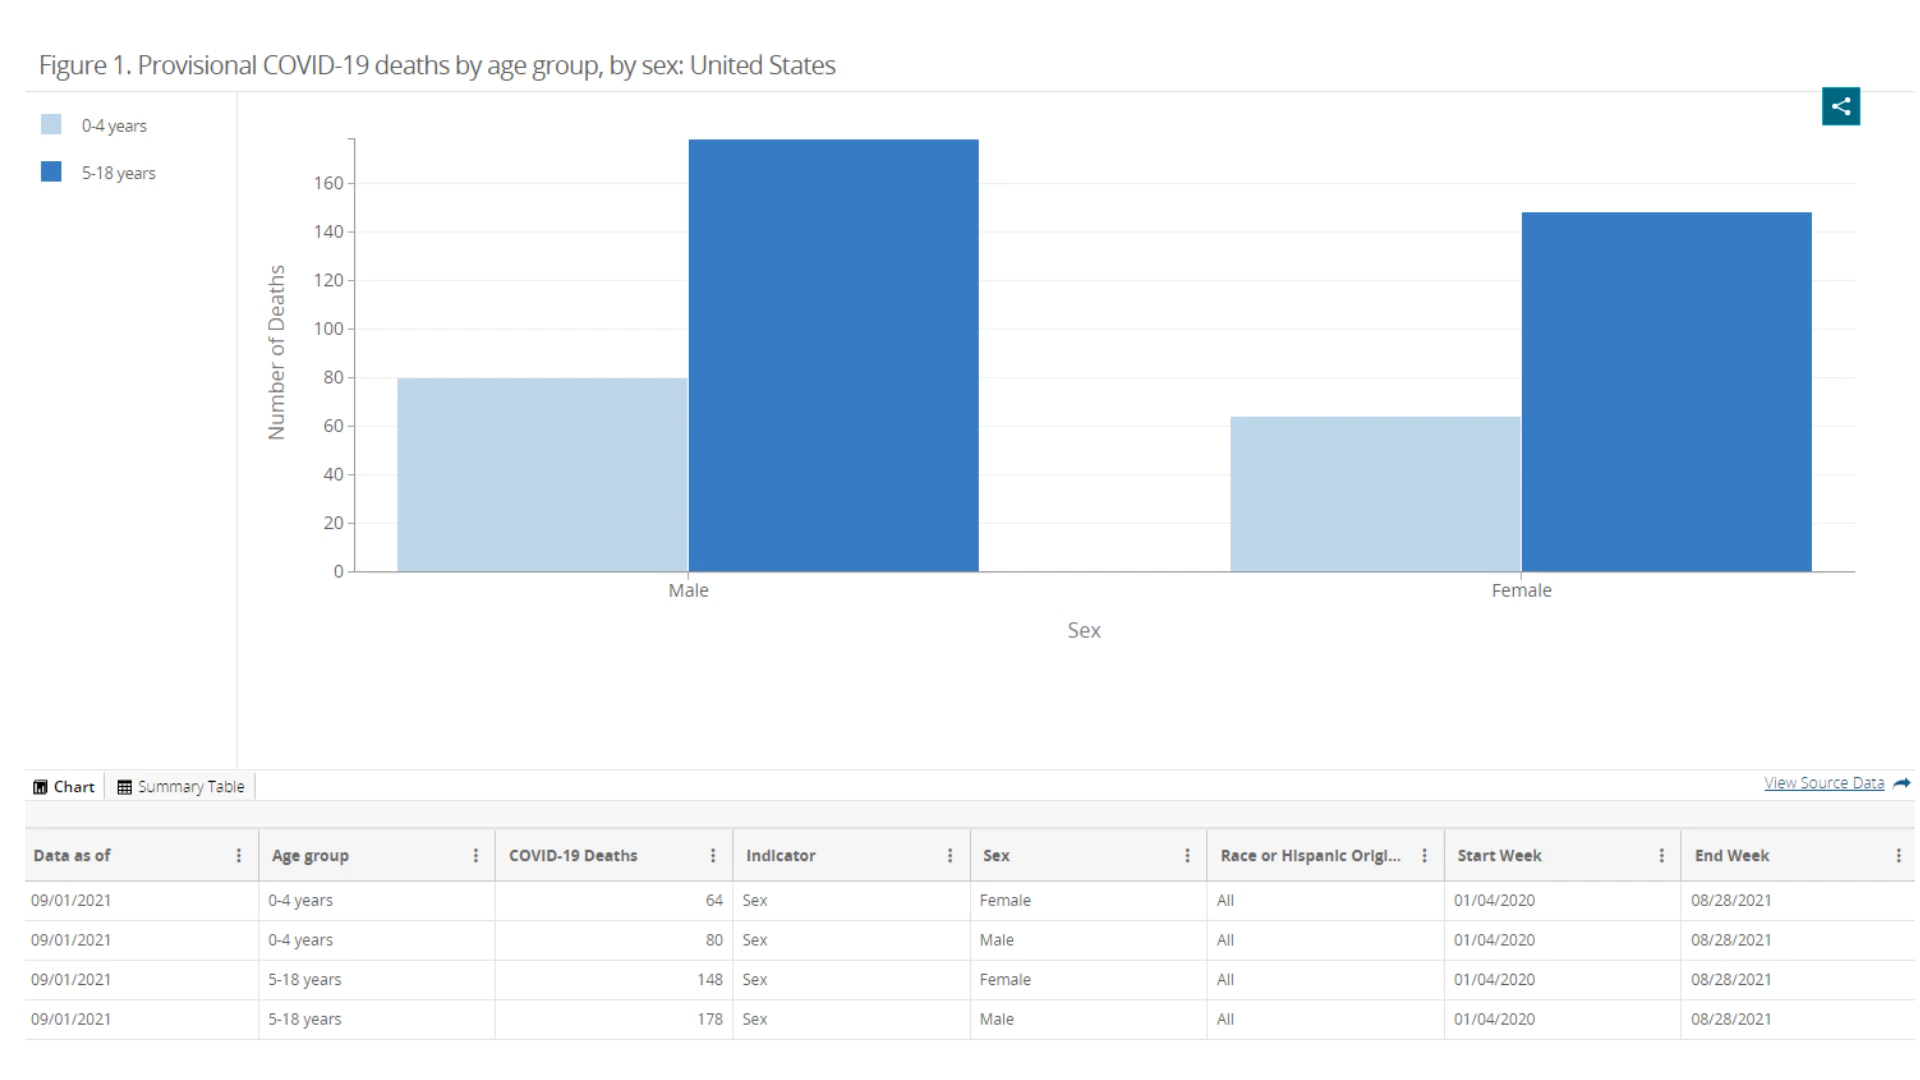 Figure 1. Provisional COVID-19 deaths by age group, by sex: United States
0-4 years
5-18 years
Number of Deaths
160
140
120
100
80
60
40
20
0
Male
Female
Sex
Chart
Summary Table
View Source Data
Data as of
Age group
COVID-19 Deaths
Indicator
Sex
Race or Hispanic Origi...
Start Week
End Week
09/01/2021 0-4 years 64 Sex Female All 01/04/2020 08/28/2021
09/01/2021 0-4 years 80 Sex Male All 01/04/2020 08/28/2021
09/01/2021 5-18 years 148 Sex Female All 01/04/2020 08/28/2021
09/01/2021 5-18 years 178 Sex Male All 01/04/2020 08/28/2021